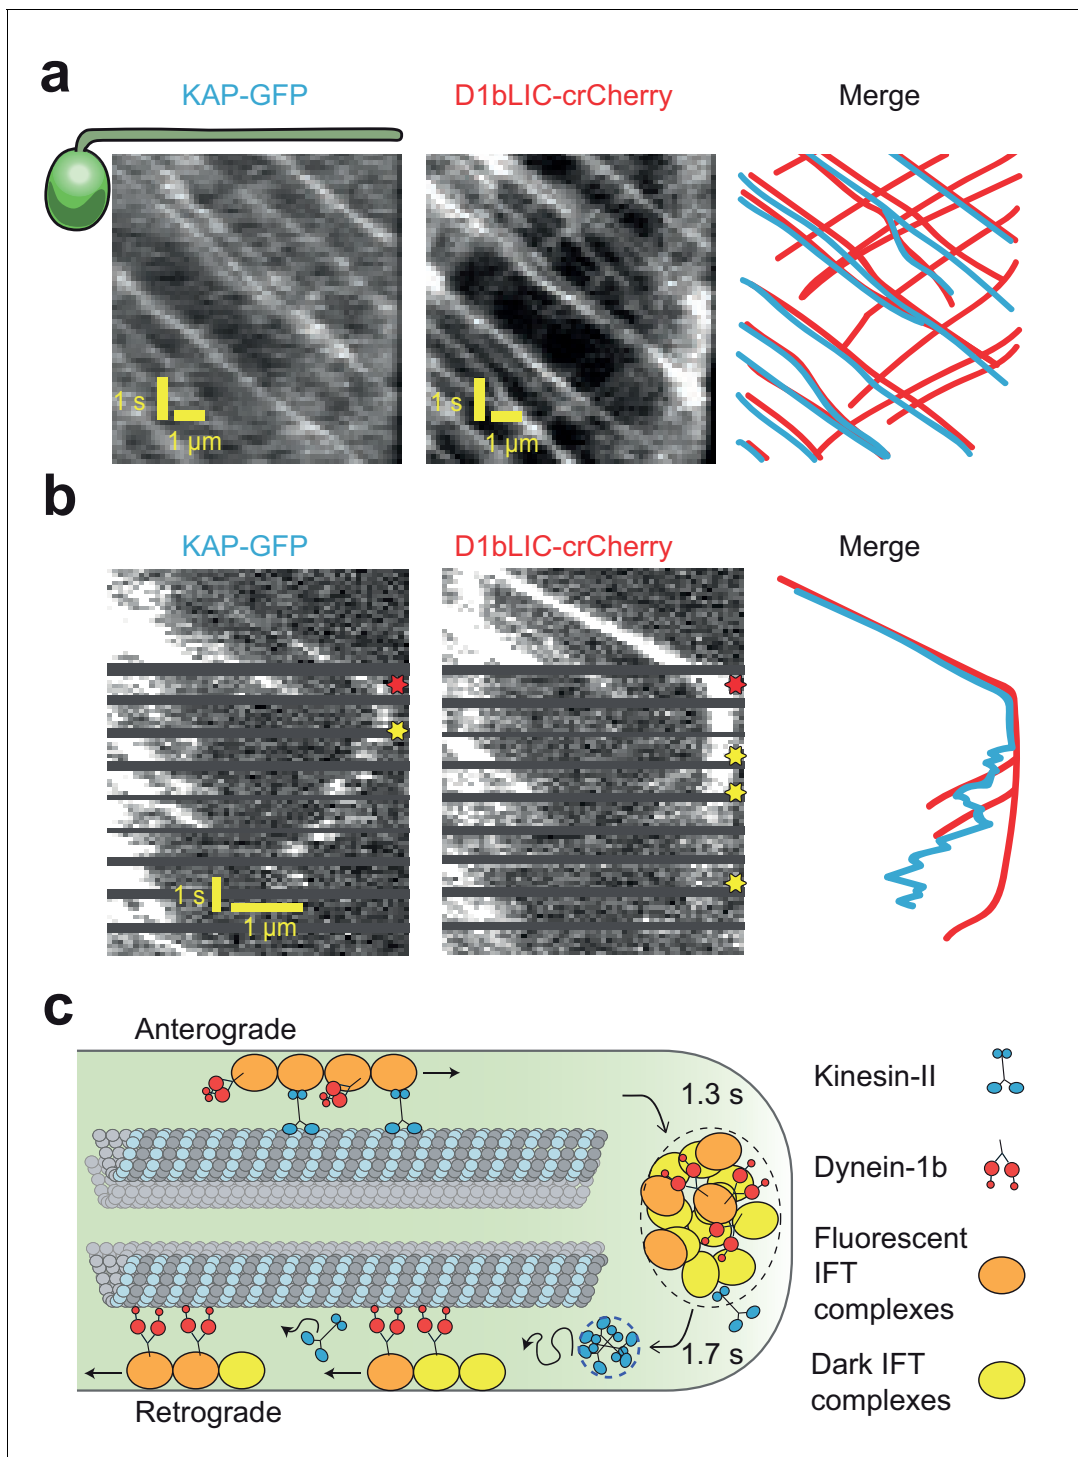 a
KAP-GFP
D1bLIC-crCherry
Merge
1 s
1 µm
1 s
1 µm
b
KAP-GFP
D1bLIC-crCherry
Merge
1 s
1 µm
c
Anterograde
1.3 s
1.7 s
Retrograde
Kinesin-II
Dynein-1b
Fluorescent
IFT
complexes
Dark IFT
complexes